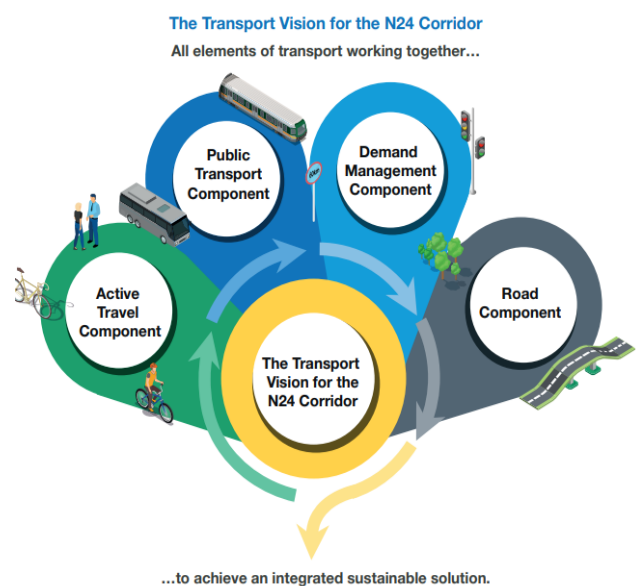 The Transport Vision for the N24 Corridor
All elements of transport working together...
Public
Transport
Component
Demand
Management
Component
60km
Active
Travel
Component
Road
Component
The Transport
Vision for the
N24 Corridor
...to achieve an integrated sustainable solution.